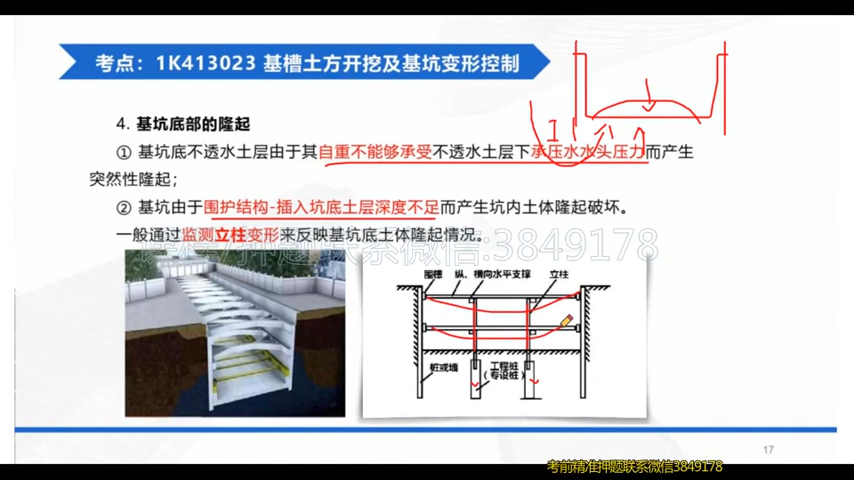 考点：1K413023 基槽土方开挖及基坑变形控制
4. 基坑底部的隆起
① 基坑底不透水土层由于其自重不能够承受不透水土层下承压水水头压力而产生
突然性隆起；
② 基坑由于围护结构-插入坑底土层深度不足而产生坑内土体隆起破坏。
一般通过监测立柱变形来反映基坑底土体隆起情况。
围檩 纵、横向水平支撑 立柱
桩或墙
工程桩
（专设桩）
17
考前精准押题联系微信3849178